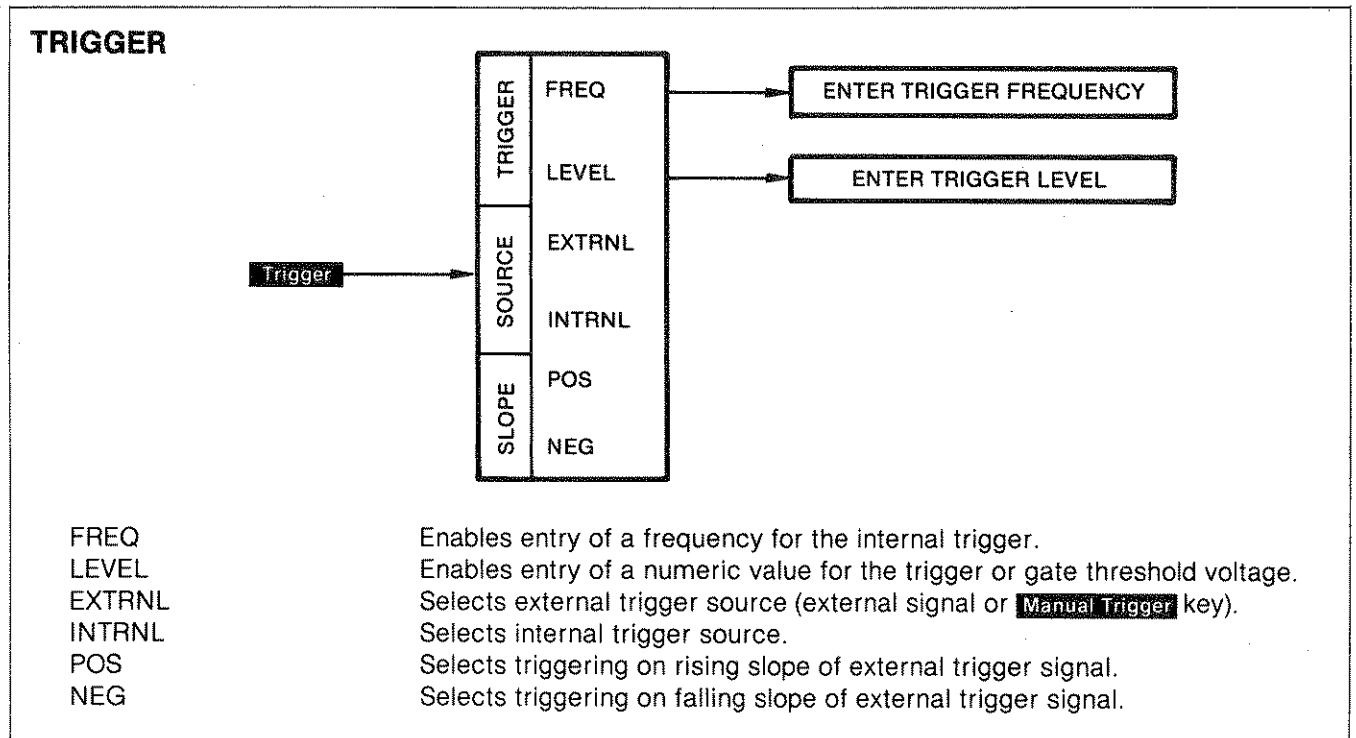 TRIGGER
TRIGGER
FREQ
ENTER TRIGGER FREQUENCY
LEVEL
ENTER TRIGGER LEVEL
Trigger
SOURCE
EXTRNL
INTRNL
SLOPE
POS
NEG
FREQ Enables entry of a frequency for the internal trigger.
LEVEL Enables entry of a numeric value for the trigger or gate threshold voltage.
EXTRNL Selects external trigger source (external signal or Manual Trigger key).
INTRNL Selects internal trigger source.
POS Selects triggering on rising slope of external trigger signal.
NEG Selects triggering on falling slope of external trigger signal.